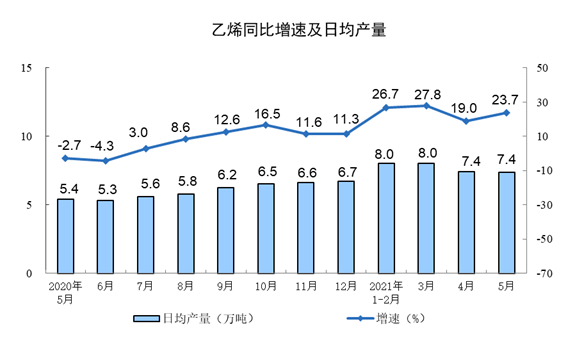 乙烯同比增速及日均产量
15
10
5
0
50
30
10
-10
-30
-50
-70
-2.7
-4.3
3.0
8.6
12.6
16.5
11.6
11.3
26.7
27.8
19.0
23.7
5.4
5.3
5.6
5.8
6.2
6.5
6.6
6.7
8.0
8.0
7.4
7.4
2020年
5月
6月
7月
8月
9月
10月
11月
12月
2021年
1-2月
3月
4月
5月
日均产量（万吨）
增速（%）